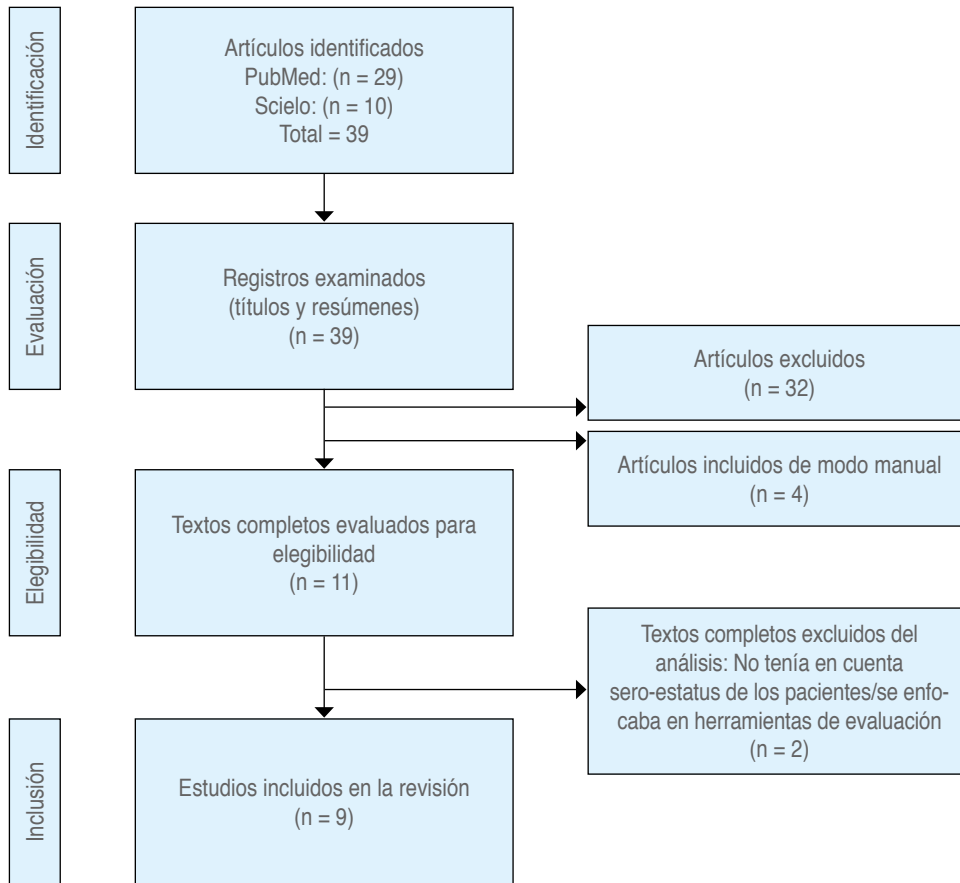 Identificación
Artículos identificados
PubMed: (n = 29)
Scielo: (n = 10)
Total = 39
Evaluación
Registros examinados
(títulos y resúmenes)
(n = 39)
Artículos excluidos
(n = 32)
Artículos incluidos de modo manual
(n = 4)
Elegibilidad
Textos completos evaluados para
elegibilidad
(n = 11)
Textos completos excluidos del
análisis: No tenía en cuenta
sero-estatus de los pacientes/se enfo-
caba en herramientas de evaluación
(n = 2)
Inclusión
Estudios incluidos en la revisión
(n = 9)